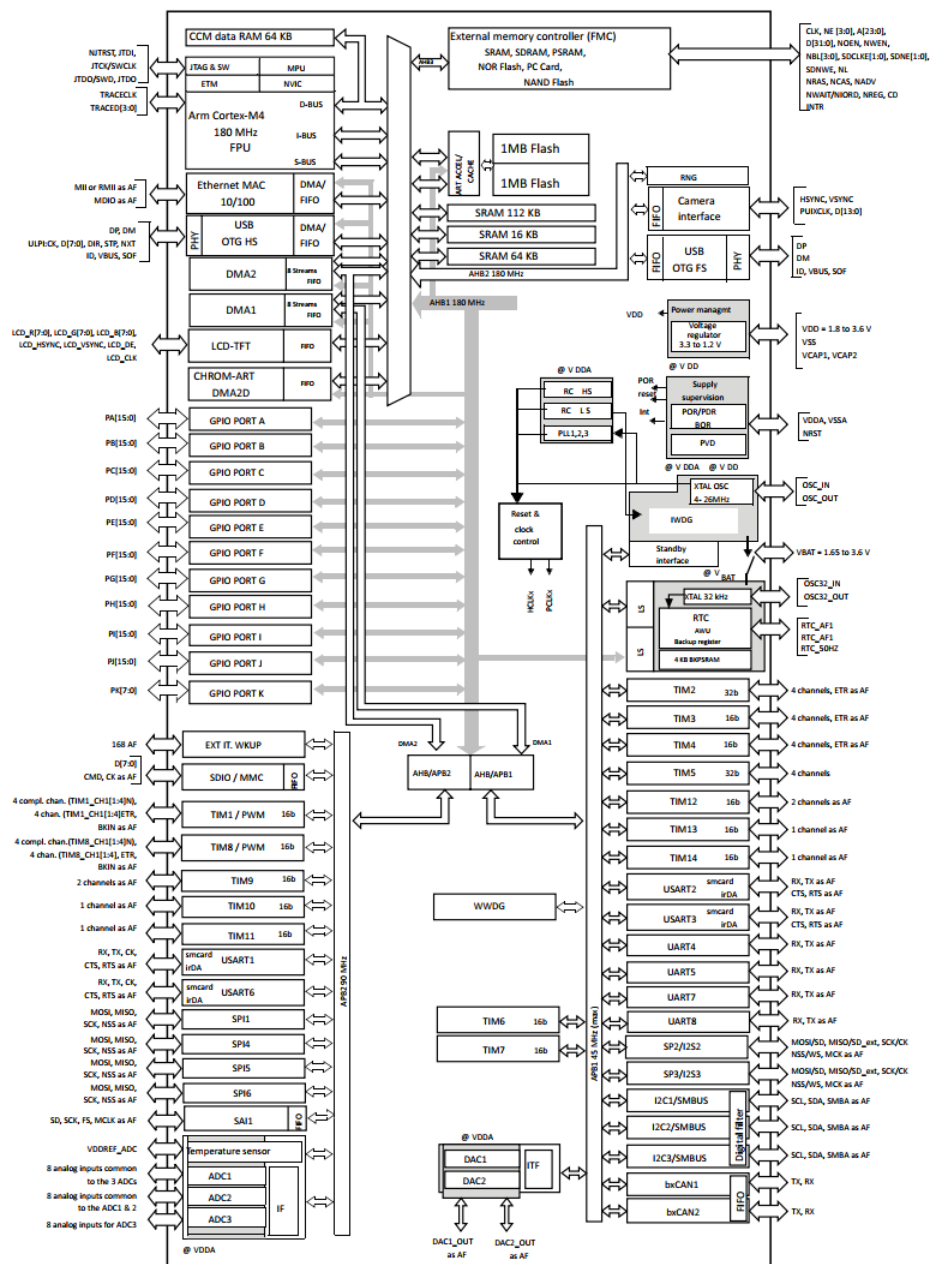 CCM data RAM 64 KB
External memory controller (FMC)
SRAM, SDRAM, PSRAM,
NOR Flash, PC Card,
NAND Flash
CLK, NE [3:0], A[23:0],
D[31:0], NOEN, NWEN,
NBL[3:0], SDCLKE[1:0], SDNE[1:0],
SDNWE, NL
NRAS, NCAS, NADV
NWAIT/NIORD, NREG, CD
INTR
AHB3
NJTRST, JTDI,
JTCK/SWCLK
JTDO/SWD, JTDO
JTAG & SW
MPU
ETM
NVIC
TRACECLK
TRACED[3:0]
Arm Cortex-M4
180 MHz
FPU
D-BUS
I-BUS
S-BUS
ART ACCEL/
CACHE
1MB Flash
1MB Flash
MII or RMII as AF
MDIO as AF
Ethernet MAC
10/100
DMA/
FIFO
SRAM 112 KB
SRAM 16 KB
SRAM 64 KB
AHB2 180 MHz
AHB1 180 MHz
RNG
FIFO
Camera
interface
HSYNC, VSYNC
PUIXCLK, D[13:0]
DP, DM
ULPI:CK, D[7:0], DIR, STP, NXT
ID, VBUS, SOF
PHY
USB
OTG HS
DMA/
FIFO
FIFO
USB
OTG FS
PHY
DP
DM
ID, VBUS, SOF
DMA2
8 Streams
FIFO
DMA1
8 Streams
FIFO
LCD_R[7:0], LCD_G[7:0], LCD_B[7:0],
LCD_HSYNC, LCD_VSYNC, LCD_DE,
LCD_CLK
LCD-TFT
FIFO
CHROM-ART
DMA2D
FIFO
VDD
Power managmt
Voltage
regulator
3.3 to 1.2 V
VDD = 1.8 to 3.6 V
VSS
VCAP1, VCAP2
@ V DD
@ V DDA
RC HS
RC L S
PLL1,2,3
POR
reset
Int
Supply
supervision
POR/PDR
BOR
PVD
VDDA, VSSA
NRST
@ V DDA @ V DD
XTAL OSC
4- 26MHz
OSC_IN
OSC_OUT
IWDG
Reset &
clock
control
HCLKx
PCLKx
Standby
interface
@ V
BAT
VBAT = 1.65 to 3.6 V
LS
LS
XTAL 32 kHz
RTC
AWU
Backup register
4 KB BKPSRAM
OSC32_IN
OSC32_OUT
RTC_AF1
RTC_AF1
RTC_50HZ
PA[15:0]
GPIO PORT A
PB[15:0]
GPIO PORT B
PC[15:0]
GPIO PORT C
PD[15:0]
GPIO PORT D
PE[15:0]
GPIO PORT E
PF[15:0]
GPIO PORT F
PG[15:0]
GPIO PORT G
PH[15:0]
GPIO PORT H
PI[15:0]
GPIO PORT I
PJ[15:0]
GPIO PORT J
PK[7:0]
GPIO PORT K
DMA2
DMA1
AHB/APB2
AHB/APB1
168 AF
EXT IT. WKUP
D[7:0]
CMD, CK as AF
SDIO / MMC
FIFO
4 compl. chan. (TIM1_CH1[1:4]N),
4 chan. (TIM1_CH1[1:4]ETR,
BKIN as AF
TIM1 / PWM 16b
4 compl. chan.(TIM8_CH1[1:4]N),
4 chan. (TIM8_CH1[1:4], ETR,
BKIN as AF
TIM8 / PWM 16b
2 channels as AF
TIM9 16b
1 channel as AF
TIM10 16b
1 channel as AF
TIM11 16b
RX, TX, CK,
CTS, RTS as AF
smcard
irDA
USART1
RX, TX, CK,
CTS, RTS as AF
smcard
irDA
USART6
MOSI, MISO,
SCK, NSS as AF
SPI1
MOSI, MISO,
SCK, NSS as AF
SPI4
MOSI, MISO,
SCK, NSS as AF
SPI5
MOSI, MISO,
SCK, NSS as AF
SPI6
SD, SCK, FS, MCLK as AF
SAI1
FIFO
APB2 90 MHz
VDDREF_ADC
8 analog inputs common
to the 3 ADCs
8 analog inputs common
to the ADC1 & 2
8 analog inputs for ADC3
Temperature sensor
ADC1
ADC2
ADC3
IF
@ VDDA
WWDG
TIM6 16b
TIM7 16b
@ VDDA
DAC1
DAC2
ITF
DAC1_OUT
as AF
DAC2_OUT
as AF
APB1 45 MHz (max)
TIM2 32b
4 channels, ETR as AF
TIM3 16b
4 channels, ETR as AF
TIM4 16b
4 channels, ETR as AF
TIM5 32b
4 channels
TIM12 16b
2 channels as AF
TIM13 16b
1 channel as AF
TIM14 16b
1 channel as AF
USART2
smcard
irDA
RX, TX as AF
CTS, RTS as AF
USART3
smcard
irDA
RX, TX as AF
CTS, RTS as AF
UART4
RX, TX as AF
UART5
RX, TX as AF
UART7
RX, TX as AF
UART8
RX, TX as AF
SP2/I2S2
MOSI/SD, MISO/SD_ext, SCK/CK
NSS/WS, MCK as AF
SP3/I2S3
MOSI/SD, MISO/SD_ext, SCK/CK
NSS/WS, MCK as AF
I2C1/SMBUS
SCL, SDA, SMBA as AF
I2C2/SMBUS
SCL, SDA, SMBA as AF
I2C3/SMBUS
SCL, SDA, SMBA as AF
Digital filter
bxCAN1
TX, RX
bxCAN2
TX, RX
FIFO